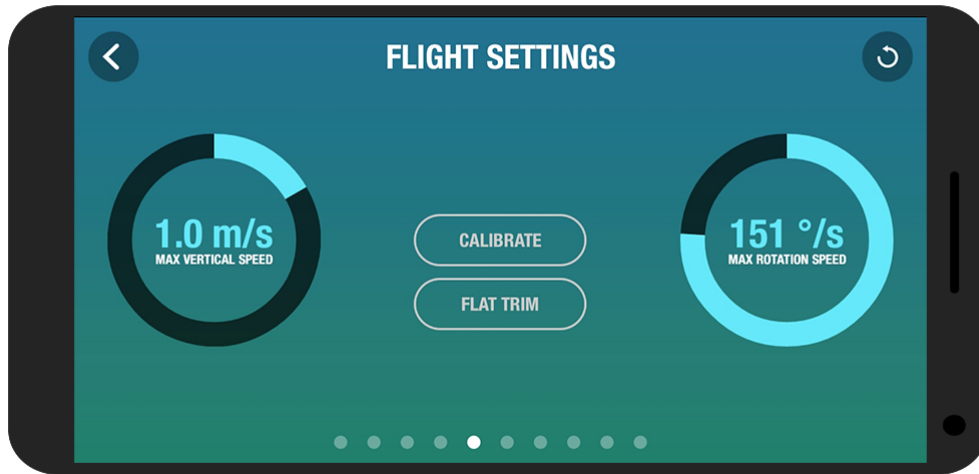 FLIGHT SETTINGS
1.0 m/s
MAX VERTICAL SPEED
CALIBRATE
FLAT TRIM
151 °/s
MAX ROTATION SPEED